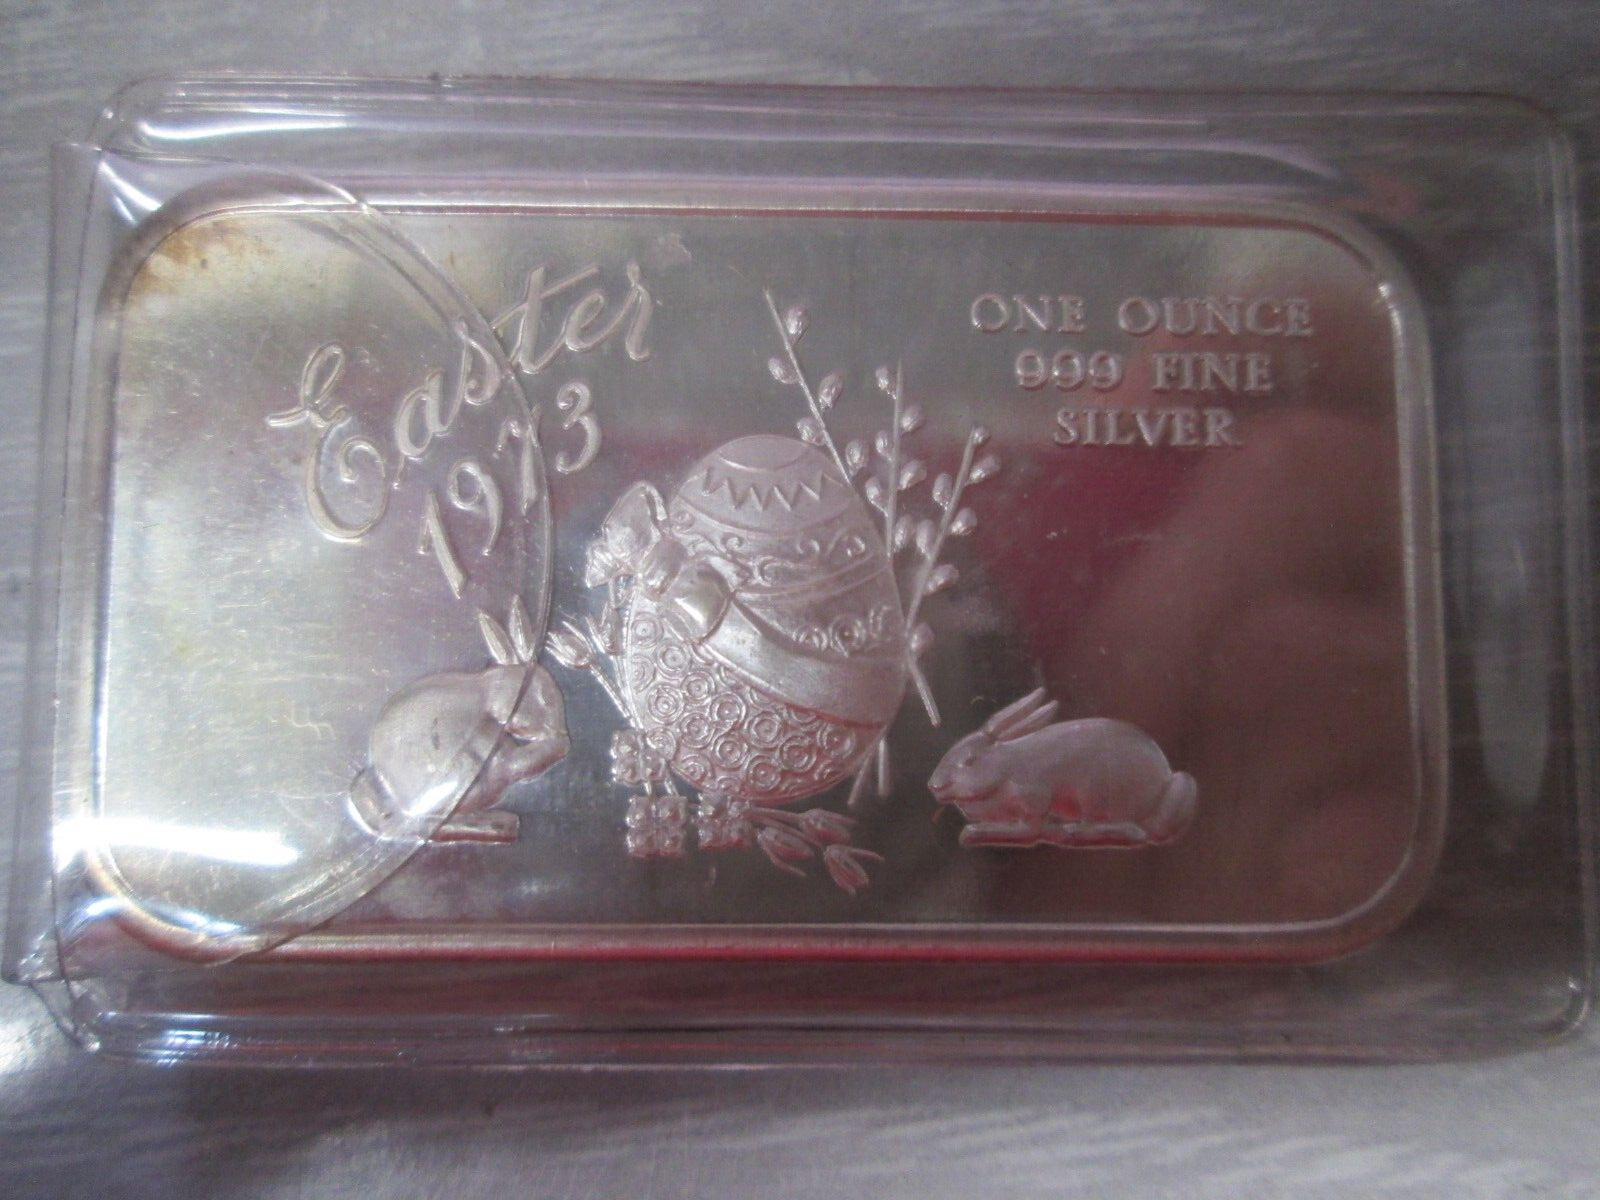 Easter
1973
ONE OUNCE
999 FINE
SILVER